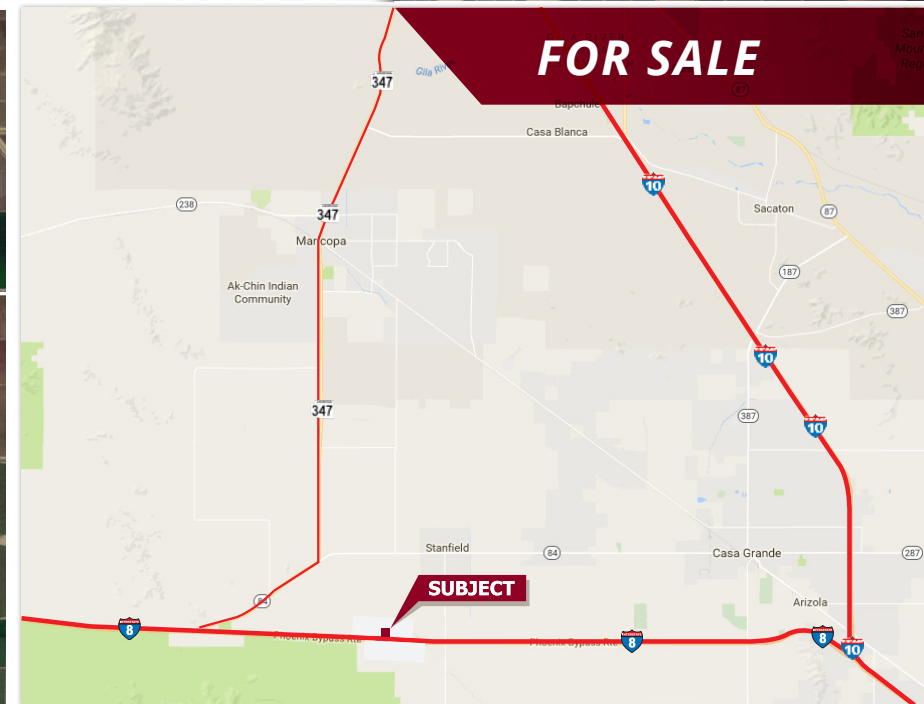 FOR SALE
San
347
Gila River
87
Bapchule
Casa Blanca
10
238
347
Sacaton
87
Maricopa
187
Ak-Chin Indian
Community
387
10
347
387
10
Stanfield
84
Casa Grande
287
SUBJECT
84
Arizola
8
Phoenix Bypass Rte
Phoenix Bypass Rte
8
8
10